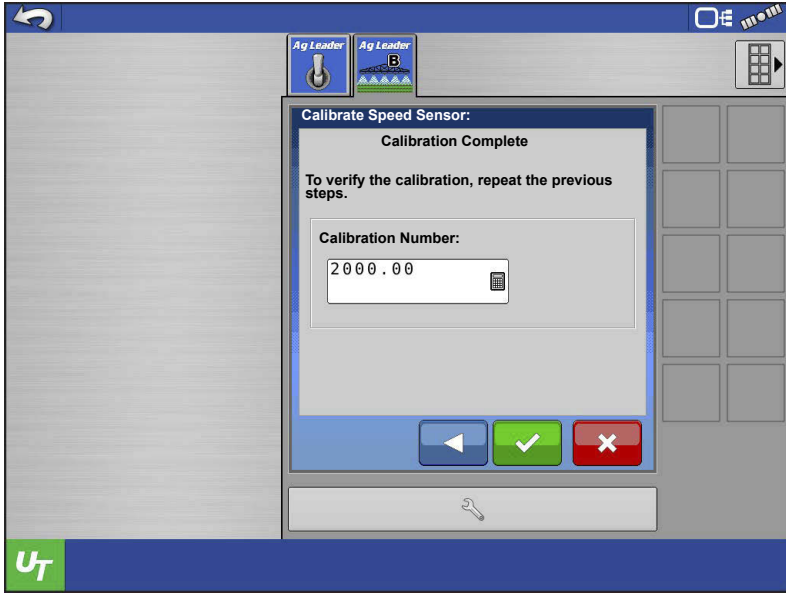 Ag Leader
Ag Leader
B
Calibrate Speed Sensor:
Calibration Complete
To verify the calibration, repeat the previous
steps.
Calibration Number:
2000.00
UT